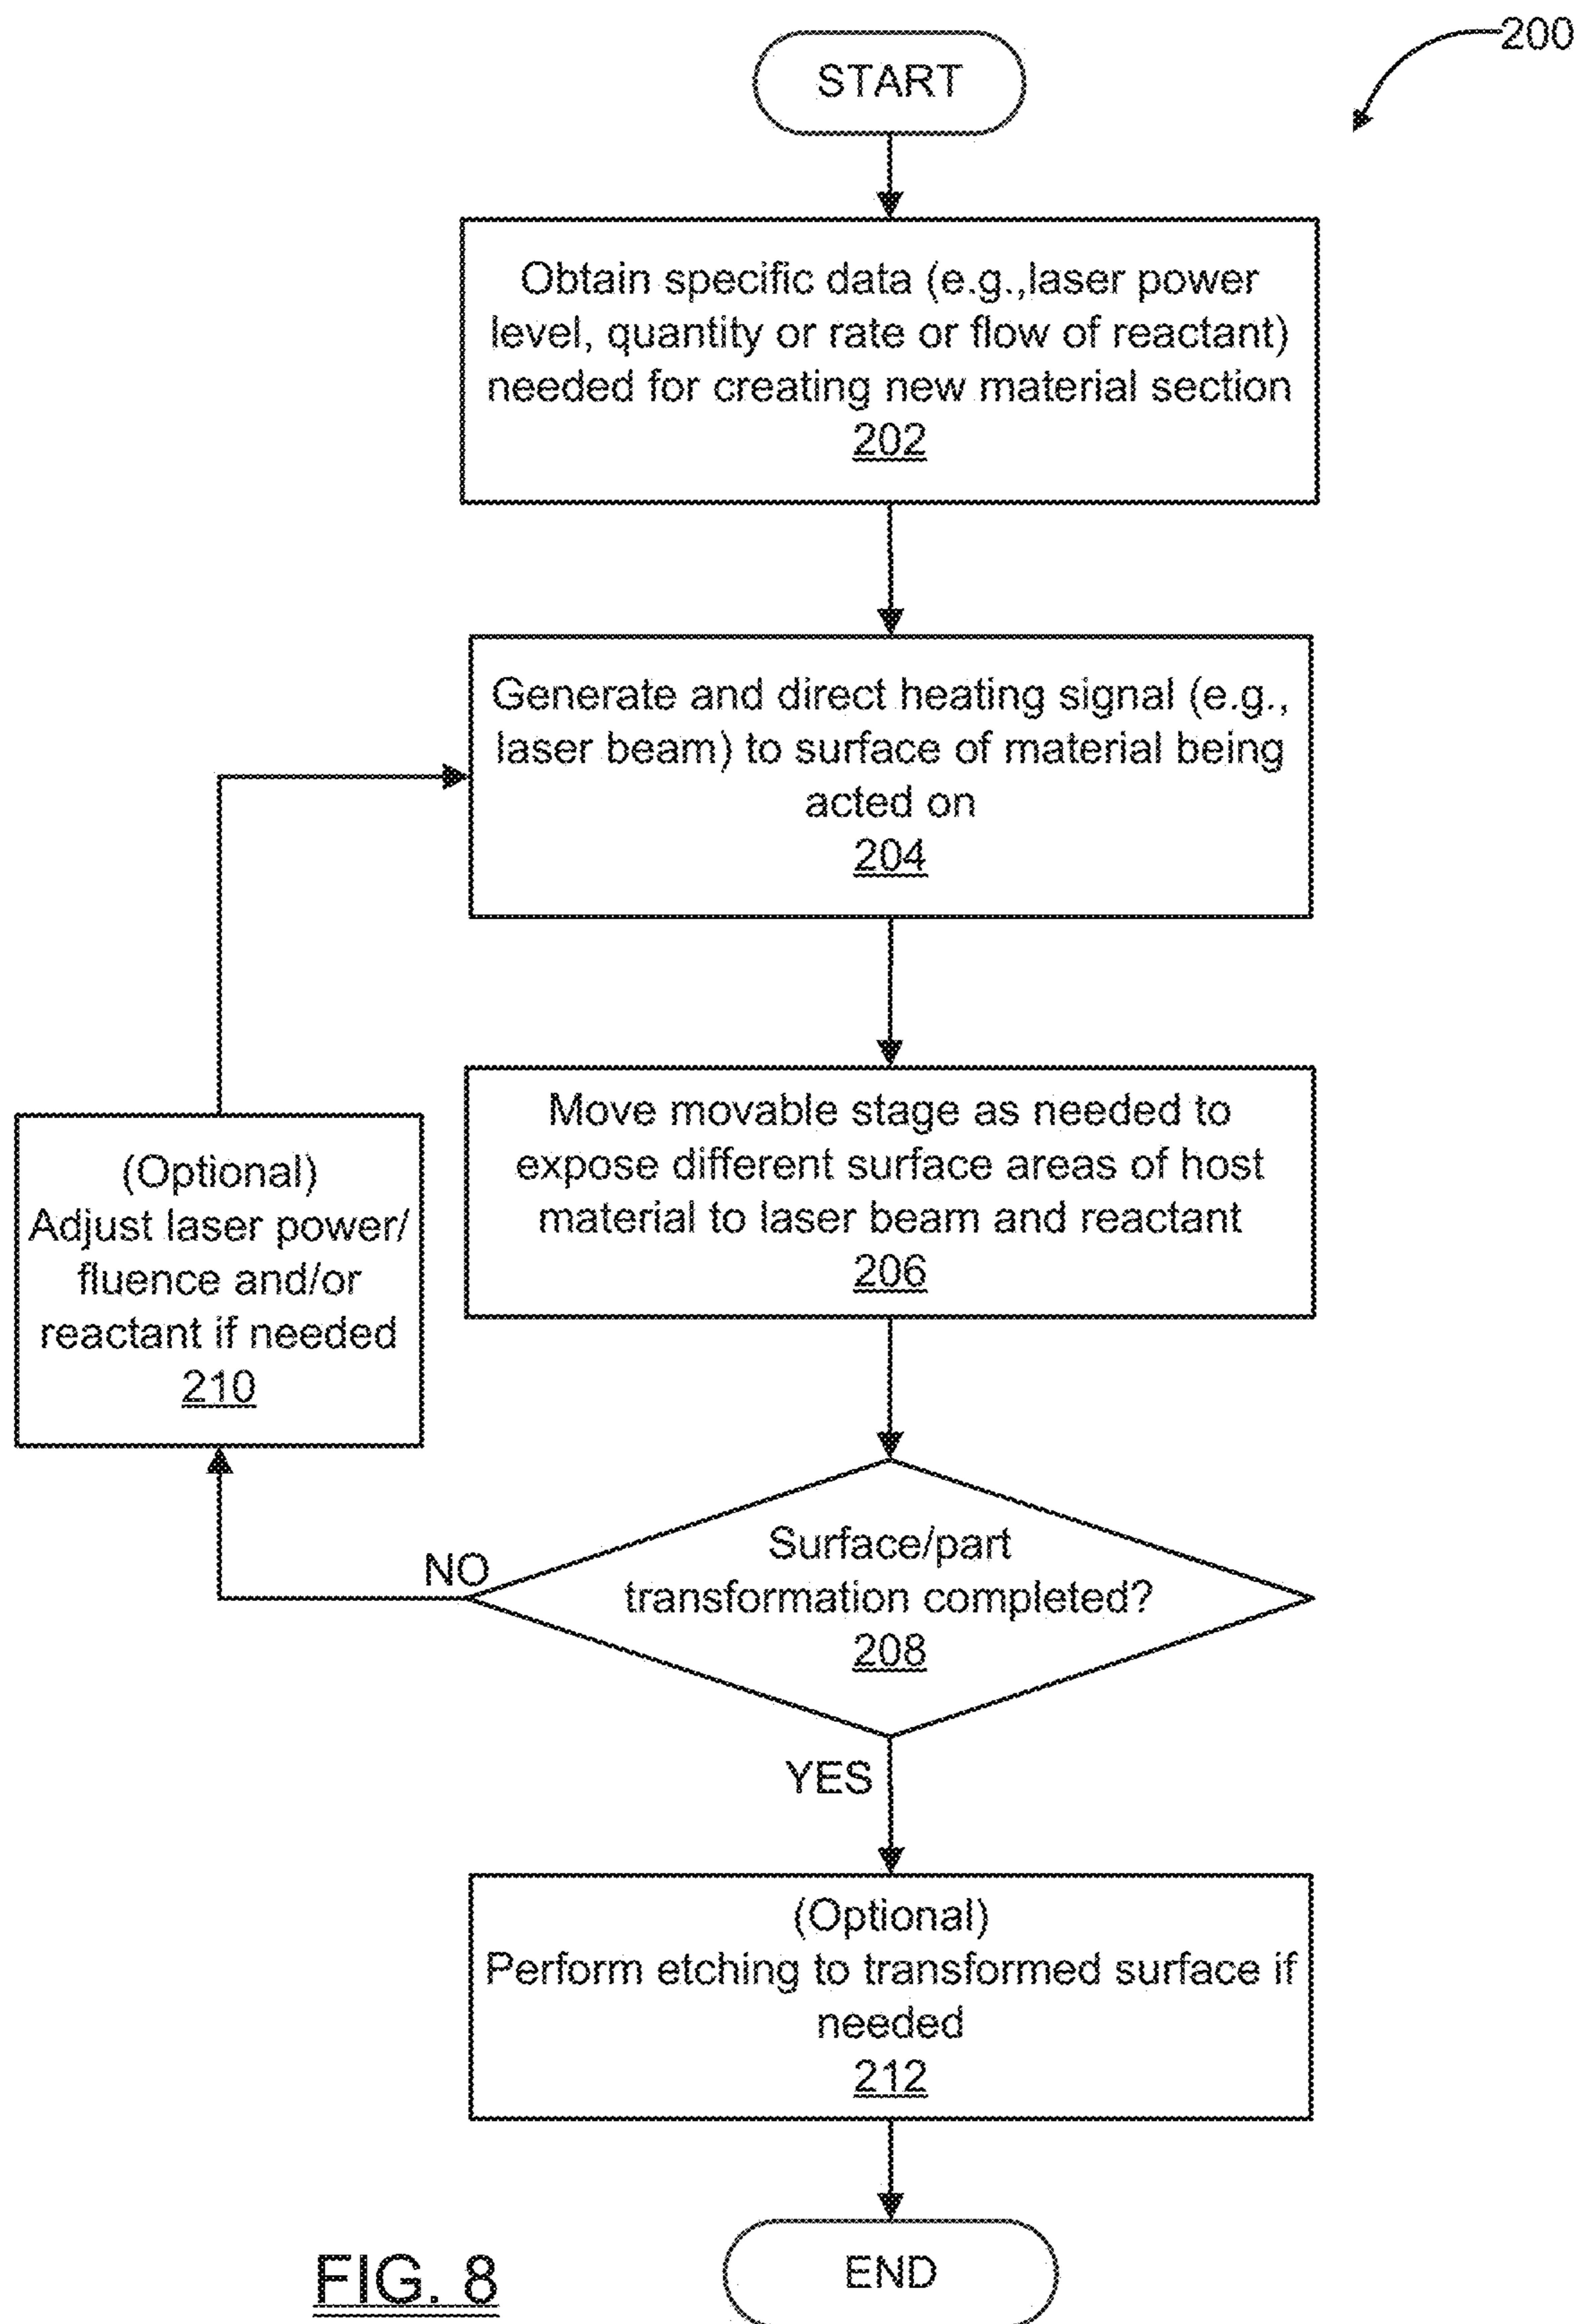 200
START
Obtain specific data (e.g.,laser power
level, quantity or rate or flow of reactant)
needed for creating new material section
202
Generate and direct heating signal (e.g.,
laser beam) to surface of material being
acted on
204
Move movable stage as needed to
expose different surface areas of host
material to laser beam and reactant
206
(Optional)
Adjust laser power/
fluence and/or
reactant if needed
210
NO
Surface/part
transformation completed?
208
YES
(Optional)
Perform etching to transformed surface if
needed
212
END
FIG. 8